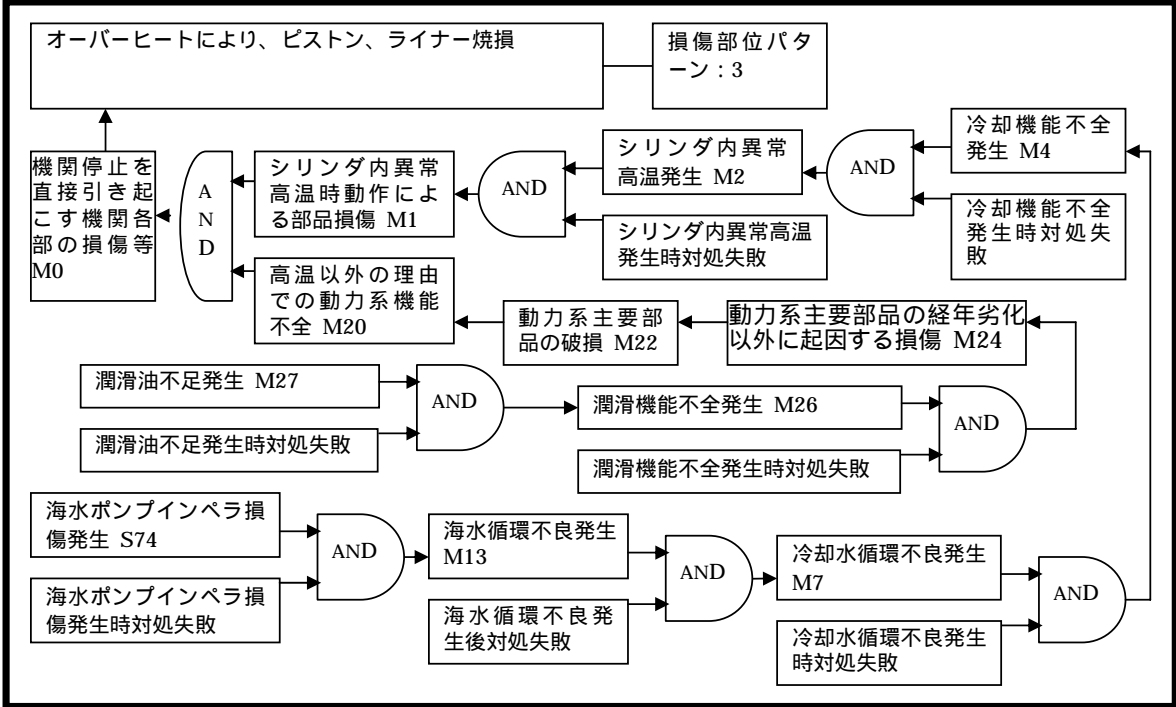 オーバーヒートにより、ピストン、ライナー焼損
損傷部位パタ
ーン：3
機関停止を
直接引き起
こす機関各
部の損傷等
M0
A
N
D
シリンダ内異常
高温時動作によ
る部品損傷 M1
AND
シリンダ内異常
高温発生 M2
シリンダ内異常高温
発生時対処失敗
AND
冷却機能不全
発生 M4
冷却機能不全
発生時対処失
敗
高温以外の理由
での動力系機能
不全 M20
動力系主要部
品の破損 M22
動力系主要部品の経年劣化
以外に起因する損傷 M24
潤滑油不足発生 M27
潤滑油不足発生時対処失敗
AND
潤滑機能不全発生 M26
潤滑機能不全発生時対処失敗
AND
海水ポンプインペラ損
傷発生 S74
海水ポンプインペラ損
傷発生時対処失敗
AND
海水循環不良発生
M13
海水循環不良発
生後対処失敗
AND
冷却水循環不良発生
M7
冷却水循環不良発生
時対処失敗
AND